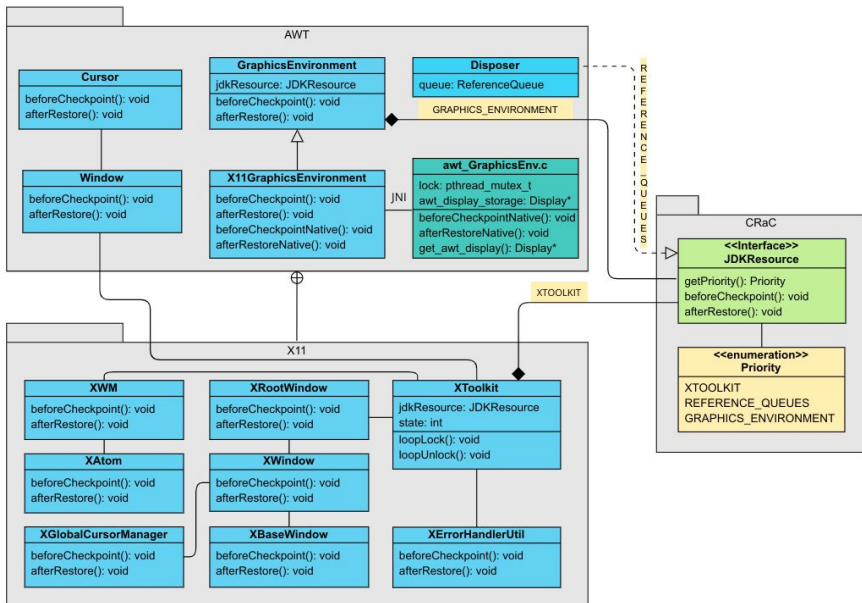 AWT
Cursor
beforeCheckpoint(): void
afterRestore(): void
GraphicsEnvironment
jdkResource: JDKResource
beforeCheckpoint(): void
afterRestore(): void
Disposer
queue: ReferenceQueue
REFERENCE_QUEUES
GRAPHICS_ENVIRONMENT
Window
beforeCheckpoint(): void
afterRestore(): void
X11GraphicsEnvironment
beforeCheckpoint(): void
afterRestore(): void
beforeCheckpointNative(): void
afterRestoreNative(): void
JNI
awt_GraphicsEnv.c
lock: pthread_mutex_t
awt_display_storage: Display*
beforeCheckpointNative(): void
afterRestoreNative(): void
get_awt_display(): Display*
CRaC
<<Interface>>
JDKResource
getPriority(): Priority
beforeCheckpoint(): void
afterRestore(): void
<<enumeration>>
Priority
XTOOLKIT
REFERENCE_QUEUES
GRAPHICS_ENVIRONMENT
XTOOLKIT
X11
XWM
beforeCheckpoint(): void
afterRestore(): void
XRootWindow
beforeCheckpoint(): void
afterRestore(): void
XToolkit
jdkResource: JDKResource
state: int
loopLock(): void
loopUnlock(): void
XAtom
beforeCheckpoint(): void
afterRestore(): void
XWindow
beforeCheckpoint(): void
afterRestore(): void
XGlobalCursorManager
beforeCheckpoint(): void
afterRestore(): void
XBaseWindow
beforeCheckpoint(): void
afterRestore(): void
XErrorHandlerUtil
beforeCheckpoint(): void
afterRestore(): void